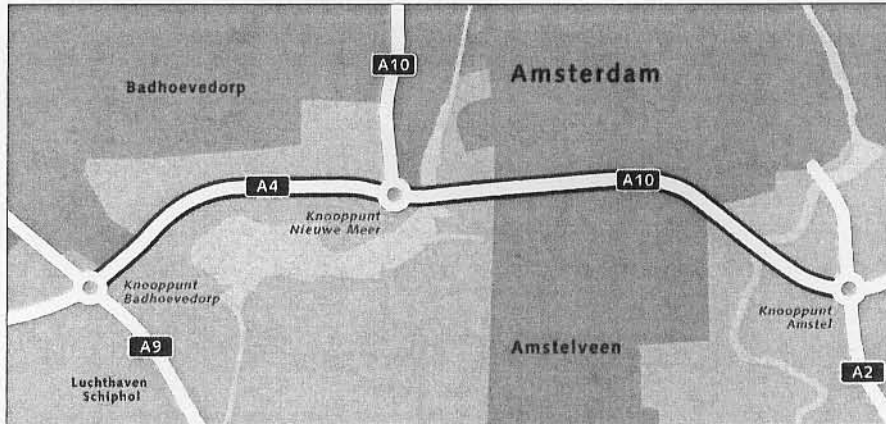 A10
Amsterdam
Badhoevedorp
A4
A10
Knooppunt
Nieuwe Meer
Knooppunt
Badhoevedorp
Knooppunt
Amstel
A9
Amstelveen
A2
Luchthaven
Schiphol